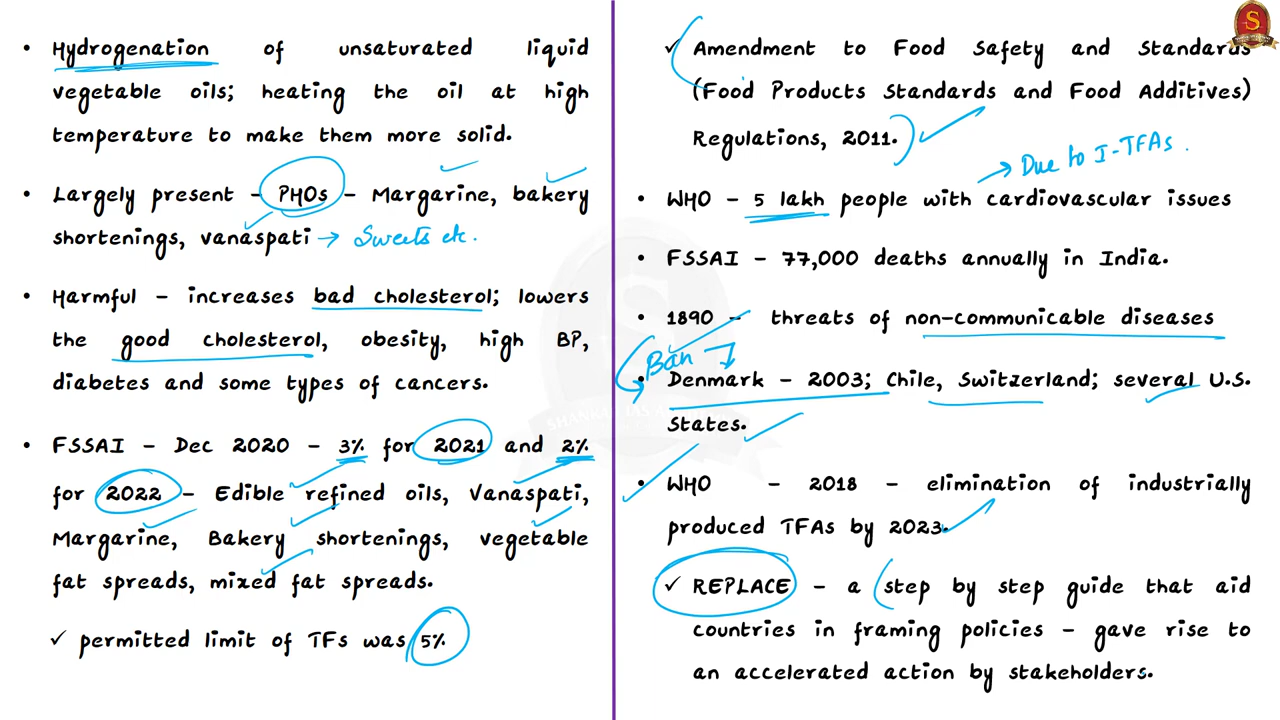 • Hydrogenation of unsaturated liquid
vegetable oils; heating the oil at high
temperature to make them more solid.
• Largely present - PHOs - Margarine, bakery
shortenings, vanaspati → Sweets etc.
• Harmful - increases bad cholesterol; lowers
the good cholesterol, obesity, high BP,
diabetes and some types of cancers.
• FSSAI - Dec 2020 - 3% for 2021 and 2%
for 2022 - Edible refined oils, Vanaspati,
Margarine, Bakery shortenings, vegetable
fat spreads, mixed fat spreads.
✓ permitted limit of TFs was 5%
✓ Amendment to Food Safety and Standards
(Food Products Standards and Food Additives)
Regulations, 2011.
→ Due to I-TFAs.
• WHO - 5 lakh people with cardiovascular issues
• FSSAI - 77,000 deaths annually in India.
• 1890 - threats of non-communicable diseases
Ban
• Denmark - 2003; Chile, Switzerland; several U.S.
States.
• WHO - 2018 - elimination of industrially
produced TFAs by 2023.
✓ REPLACE - a step by step guide that aid
countries in framing policies - gave rise to
an accelerated action by stakeholders.